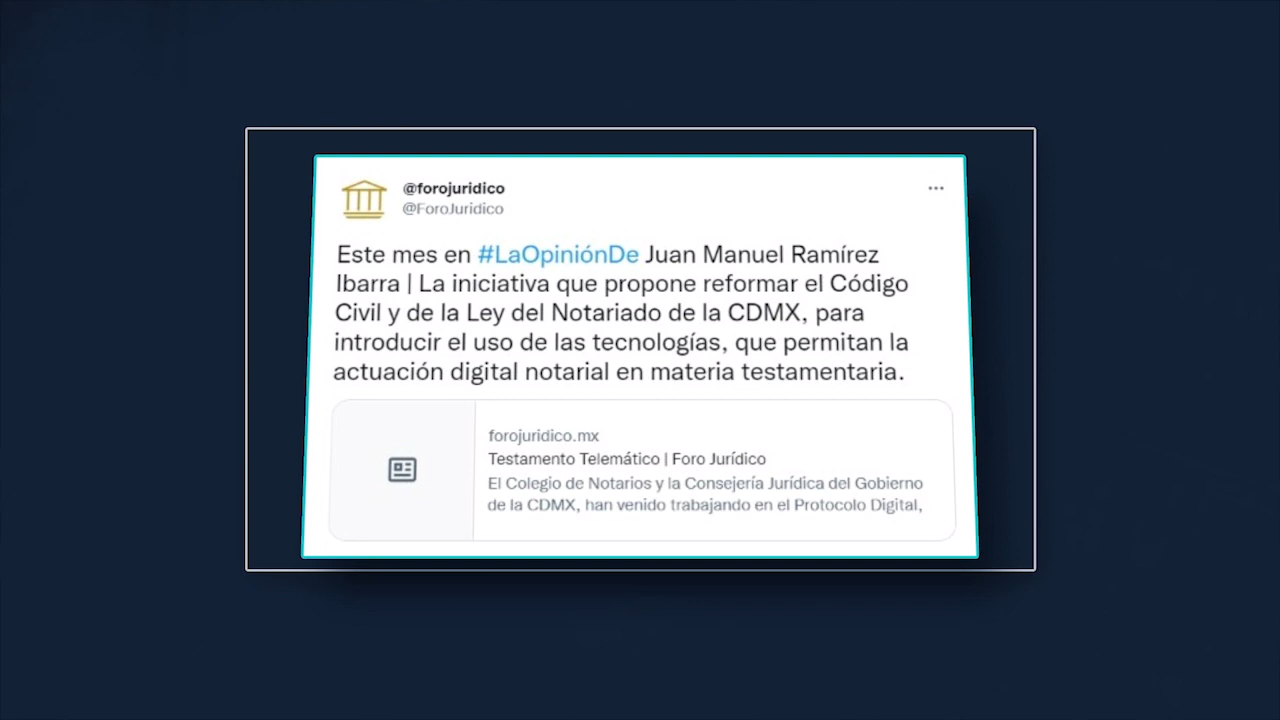 @forojuridico
@ForoJuridico
Este mes en #LaOpiniónDe Juan Manuel Ramírez
Ibarra | La iniciativa que propone reformar el Código
Civil y de la Ley del Notariado de la CDMX, para
introducir el uso de las tecnologías, que permitan la
actuación digital notarial en materia testamentaria.
forojuridico.mx
Testamento Telemático | Foro Jurídico
El Colegio de Notarios y la Consejería Jurídica del Gobierno
de la CDMX, han venido trabajando en el Protocolo Digital,